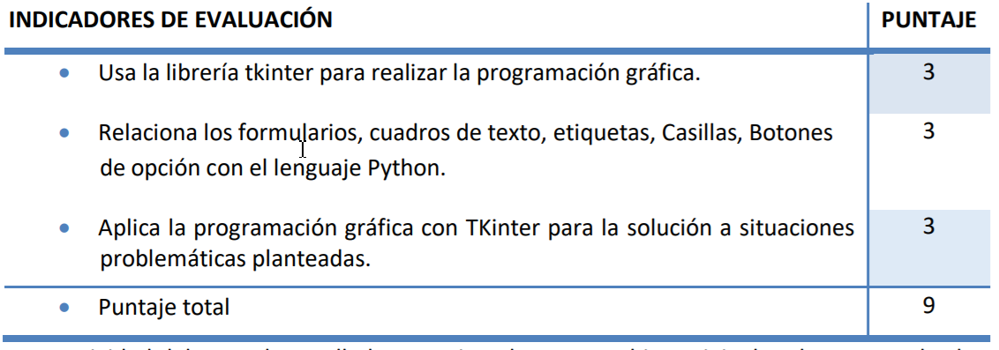 INDICADORES DE EVALUACIÓN PUNTAJE
• Usa la librería tkinter para realizar la programación gráfica. 3
• Relaciona los formularios, cuadros de texto, etiquetas, Casillas, Botones 3
de opción con el lenguaje Python.
• Aplica la programación gráfica con TKinter para la solución a situaciones 3
problemáticas planteadas.
• Puntaje total 9